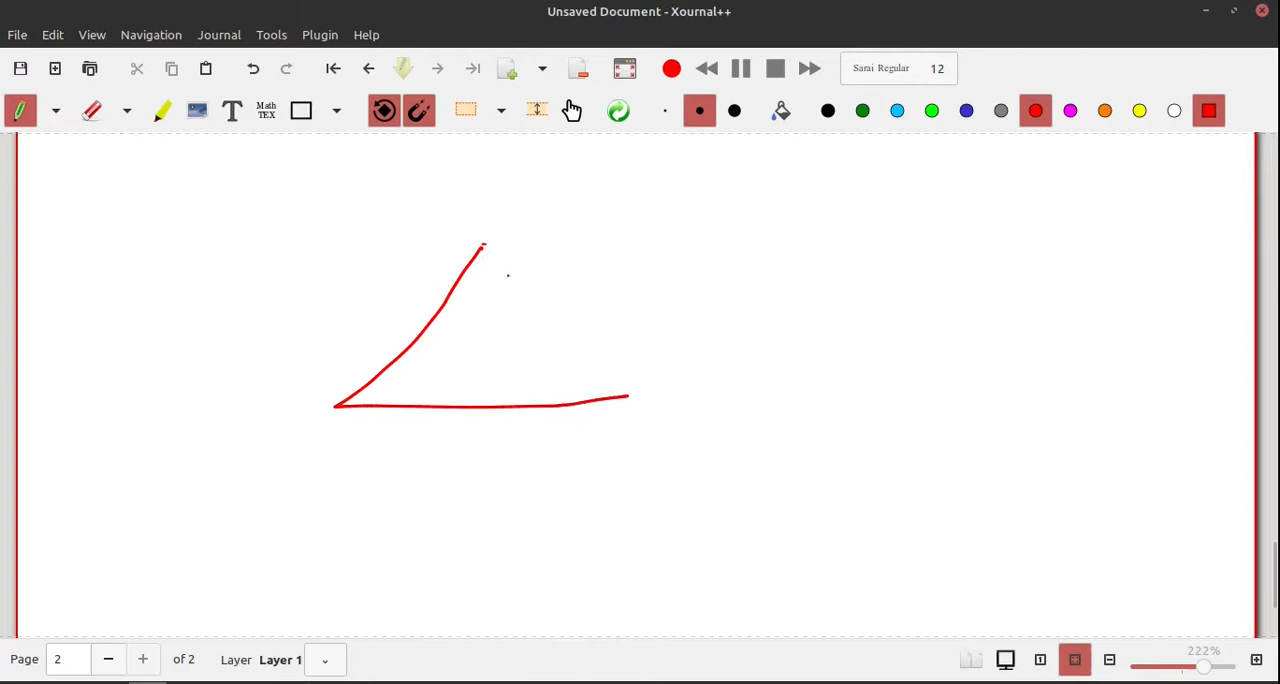 Unsaved Document - Xournal++
File Edit View Navigation Journal Tools Plugin Help
Sani Regular 12
T Math TEX
Page 2 of 2 Layer Layer 1 222%